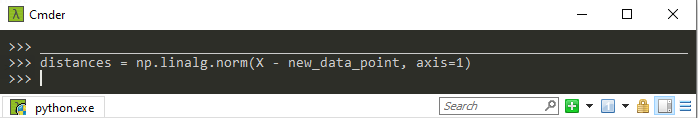 Cmder
>>>
>>> distances = np.linalg.norm(X - new_data_point, axis=1)
>>>
python.exe
Search